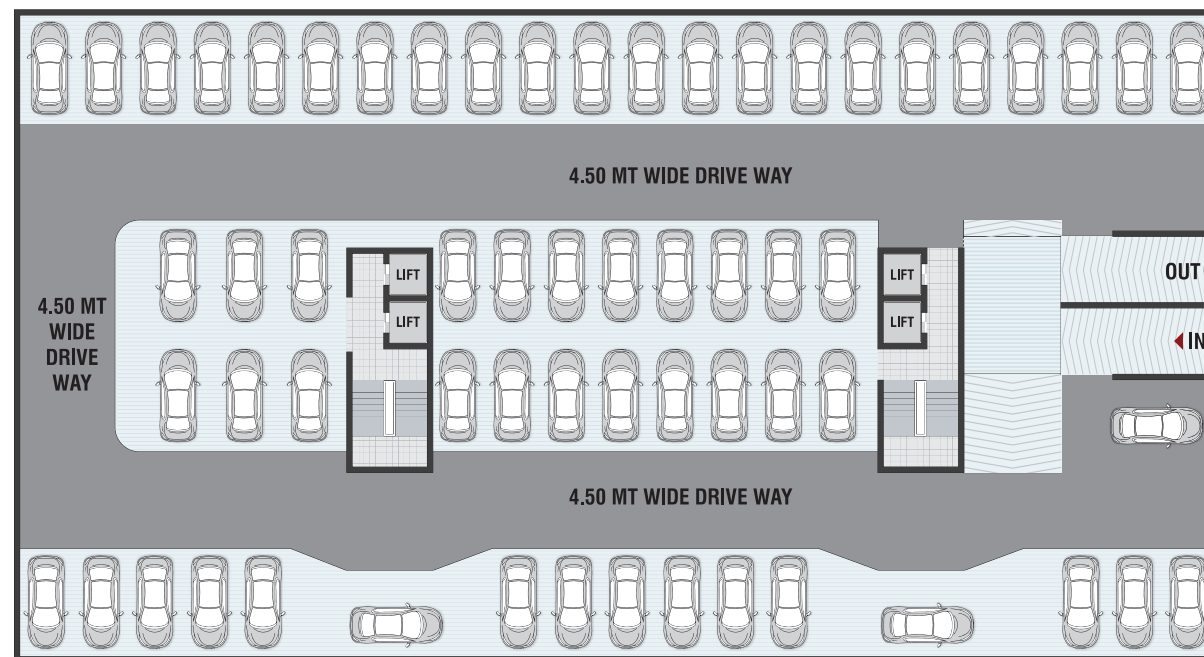 4.50 MT WIDE DRIVE WAY
LIFT
LIFT
LIFT
LIFT
OUT
IN
4.50 MT
WIDE
DRIVE
WAY
4.50 MT WIDE DRIVE WAY